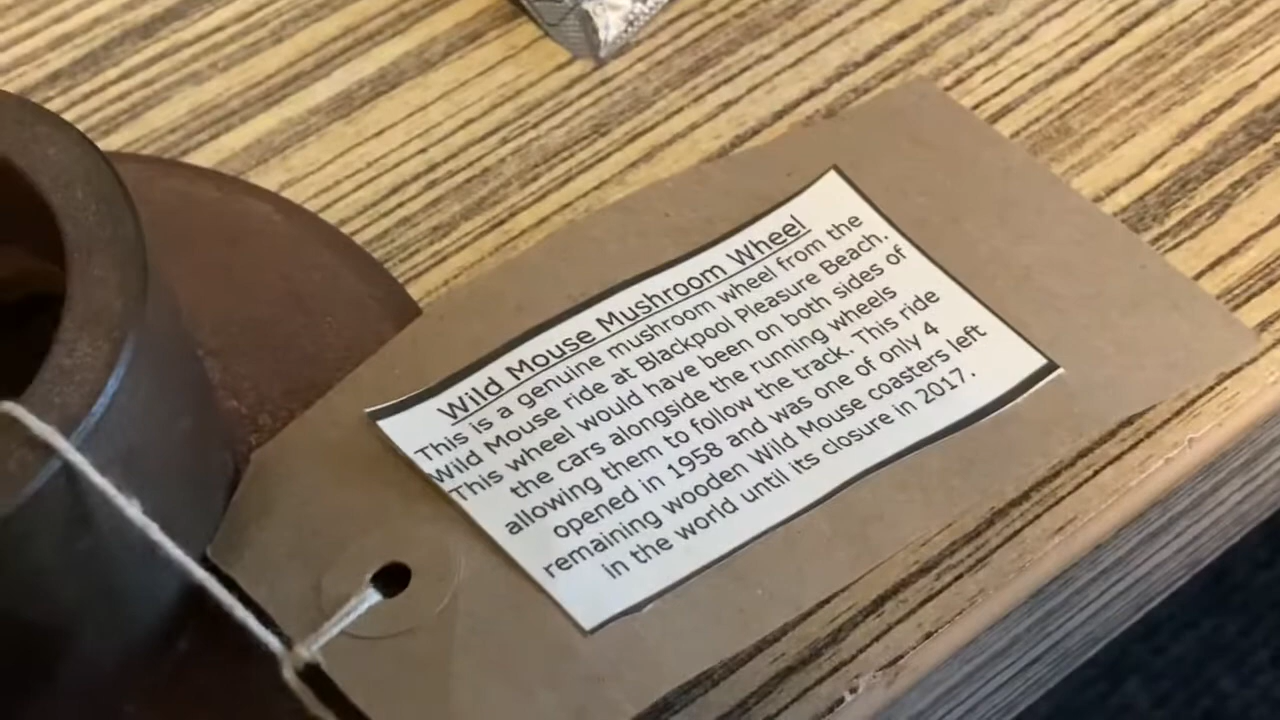 Wild Mouse Mushroom Wheel
This is a genuine mushroom wheel from the
Wild Mouse ride at Blackpool Pleasure Beach.
This wheel would have been on both sides of
the cars alongside the running wheels
allowing them to follow the track. This ride
opened in 1958 and was one of only 4
remaining wooden Wild Mouse coasters left
in the world until its closure in 2017.